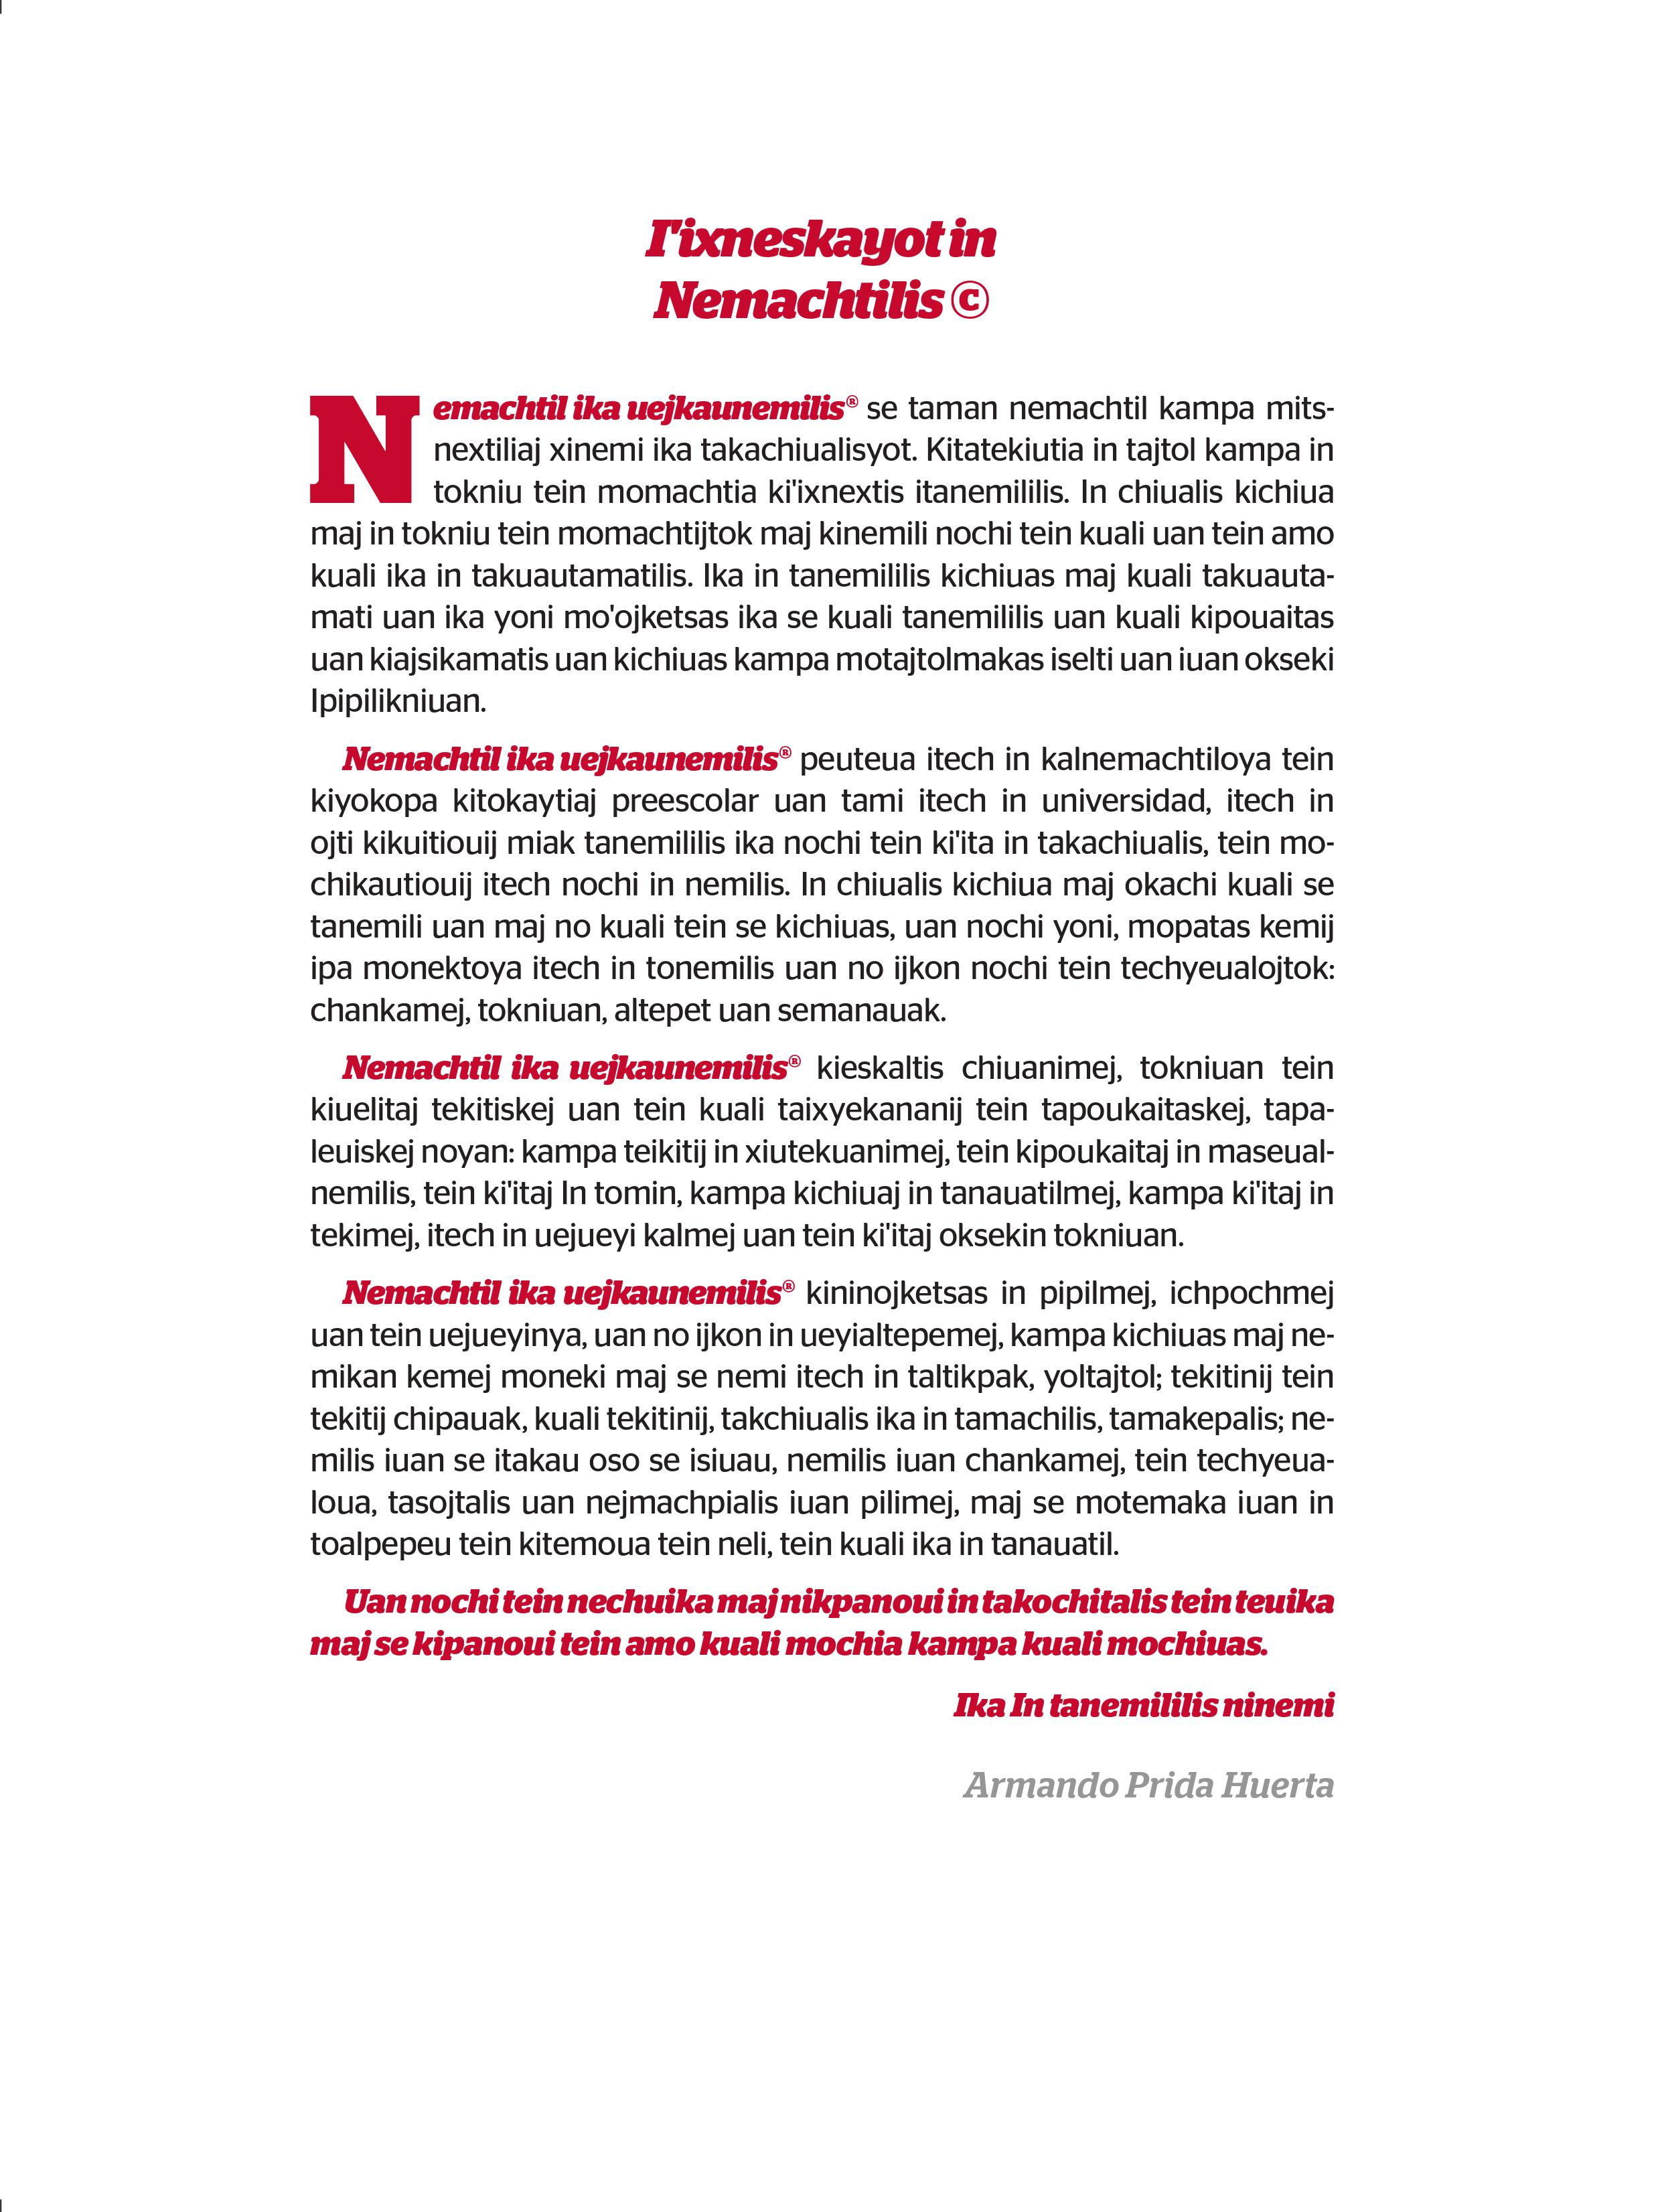 I'ixneskayot in
Nemachtilis ©
Nemachtil ika uejkaunemilis® se taman nemachtil kampa mits-
nextiliaj xinemi ika takachiualisyot. Kitatekiutia in tajtol kampa in
tokniu tein momachtia ki'ixnextis itanemililis. In chiualis kichiua
maj in tokniu tein momachtijtok maj kinemili nochi tein kuali uan tein amo
kuali ika in takuautamatilis. Ika in tanemililis kichiuas maj kuali takuauta-
mati uan ika yoni mo'ojketsas ika se kuali tanemililis uan kuali kipouaitas
uan kiajsikamatis uan kichiuas kampa motajtolmakas iselti uan iuan okseki
Ipipilikniuan.
Nemachtil ika uejkaunemilis® peuteua itech in kalnemachtiloya tein
kiyokopa kitokaytiaj preescolar uan tami itech in universidad, itech in
ojti kikuitiouij miak tanemililis ika nochi tein ki'ita in takachiualis, tein mo-
chikautiouij itech nochi in nemilis. In chiualis kichiua maj okachi kuali se
tanemili uan maj no kuali tein se kichiuas, uan nochi yoni, mopatas kemij
ipa monektoya itech in tonemilis uan no ijkon nochi tein techyeualojtok:
chankamej, tokniuan, altepet uan semanauak.
Nemachtil ika uejkaunemilis® kieskaltis chiuanimej, tokniuan tein
kiuelitaj tekitiskej uan tein kuali taixyekananij tein tapoukaitaskej, tapa-
leuiskej noyan: kampa teikitij in xiutekuanimej, tein kipoukaitaj in maseual-
nemilis, tein ki'itaj In tomin, kampa kichiuaj in tanauatilmej, kampa ki'itaj in
tekimej, itech in uejueyi kalmej uan tein ki'itaj oksekin tokniuan.
Nemachtil ika uejkaunemilis® kininojketsas in pipilmej, ichpochmej
uan tein uejueyinya, uan no ijkon in ueyialtepemej, kampa kichiuas maj ne-
mikan kemej moneki maj se nemi itech in taltikpak, yoltajtol; tekitinij tein
tekitij chipauak, kuali tekitinij, takchiualis ika in tamachilis, tamakepalis; ne-
milis iuan se itakau oso se isiuau, nemilis iuan chankamej, tein techyeua-
loua, tasojtalis uan nejmachpialis iuan pilimej, maj se motemaka iuan in
toalpepeu tein kitemoua tein neli, tein kuali ika in tanauatil.
Uan nochi tein nechuika maj nikpanoui in takochitalis tein teuika
maj se kipanoui tein amo kuali mochia kampa kuali mochiuas.
Ika In tanemililis ninemi
Armando Prida Huerta